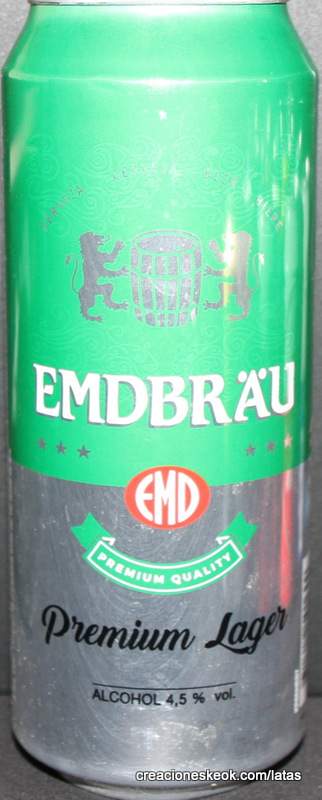 EMDBRÄU
EMD
PREMIUM QUALITY
Premium Lager
ALCOHOL 4,5 % vol.
creacioneskeok.com/latas